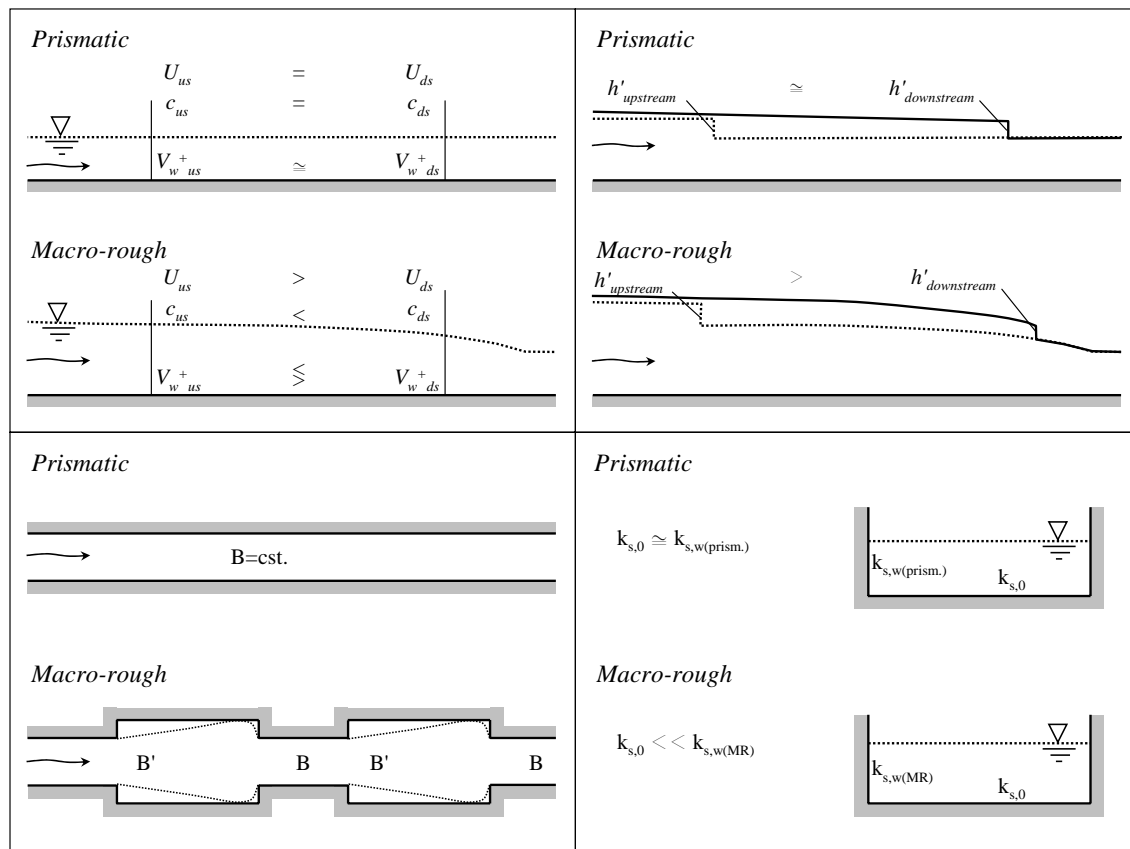 Prismatic
U_us = U_ds
c_us = c_ds
V_w^+_us ≅ V_w^+_ds
Macro-rough
U_us > U_ds
c_us < c_ds
V_w^+_us ≶ V_w^+_ds
Prismatic
h'_upstream ≅ h'_downstream
Macro-rough
h'_upstream > h'_downstream
Prismatic
B=cst.
Macro-rough
B' B B' B
Prismatic
k_s,0 ≅ k_s,w(prism.)
k_s,w(prism.)
k_s,0
Macro-rough
k_s,0 << k_s,w(MR)
k_s,w(MR)
k_s,0